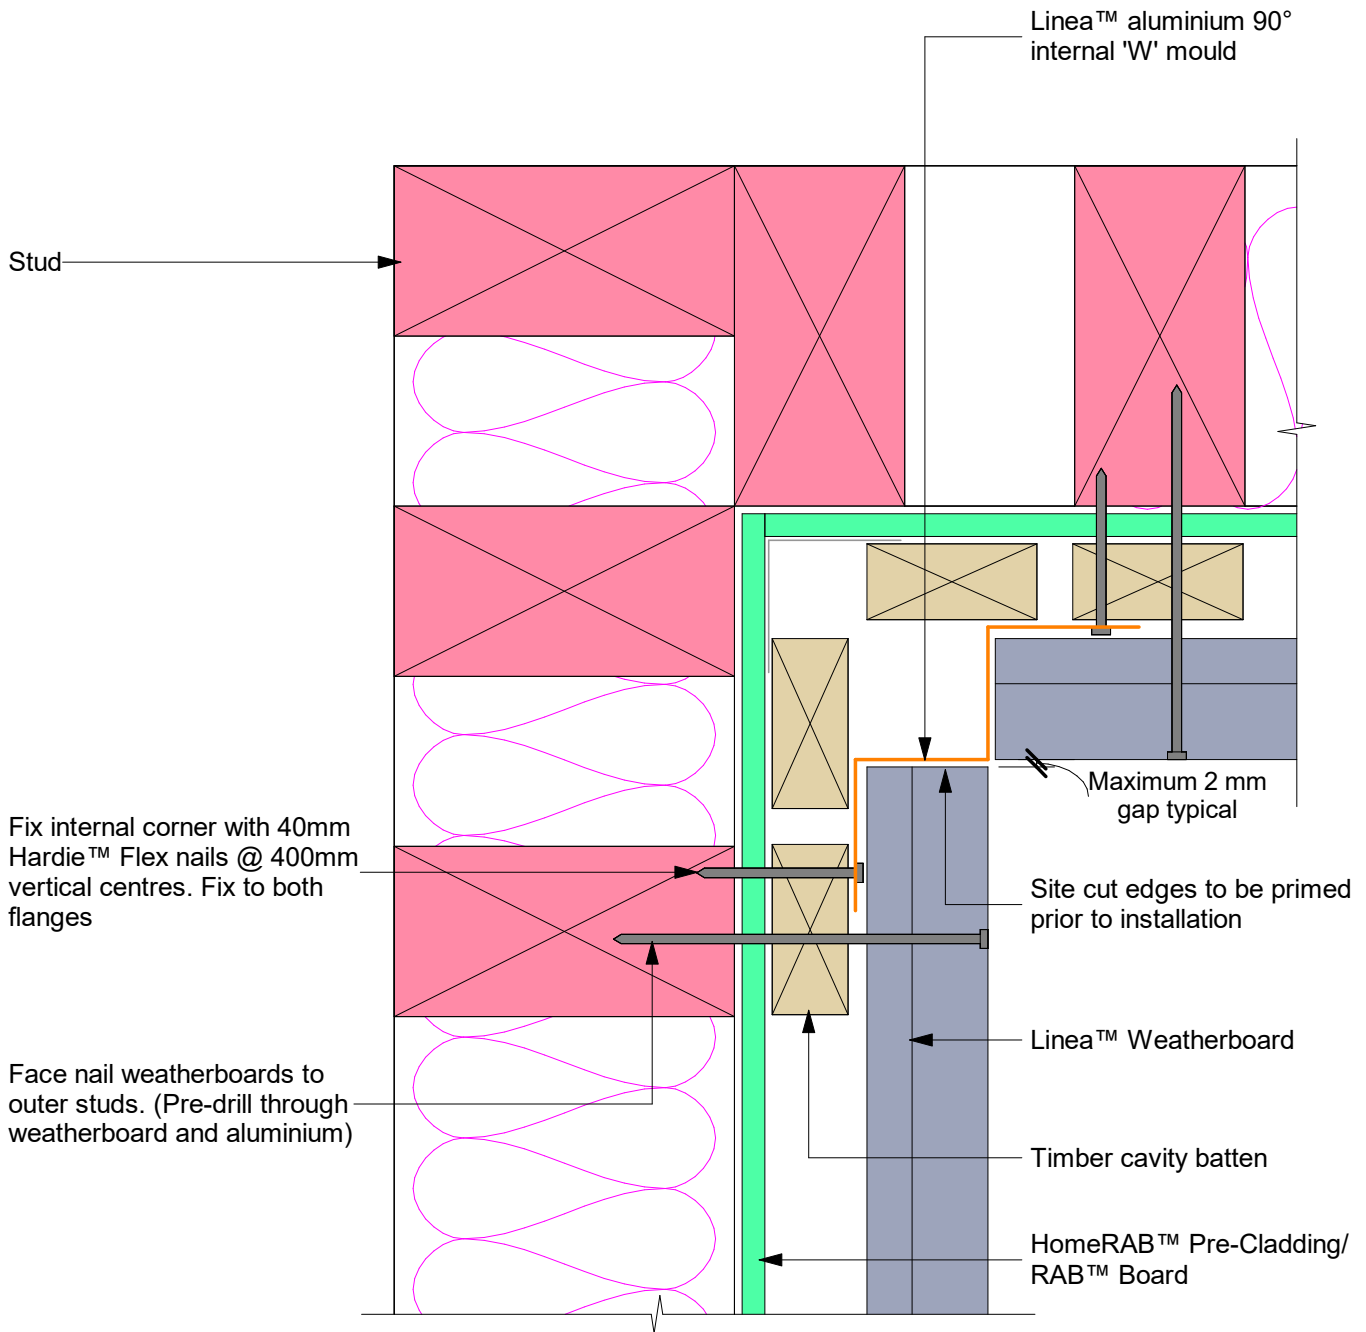 Linea™ aluminium 90°
internal 'W' mould
Stud
Maximum 2 mm
gap typical
Fix internal corner with 40mm
Hardie™ Flex nails @ 400mm
vertical centres. Fix to both
flanges
Site cut edges to be primed
prior to installation
Linea™ Weatherboard
Face nail weatherboards to
outer studs. (Pre-drill through
weatherboard and aluminium)
Timber cavity batten
HomeRAB™ Pre-Cladding/
RAB™ Board